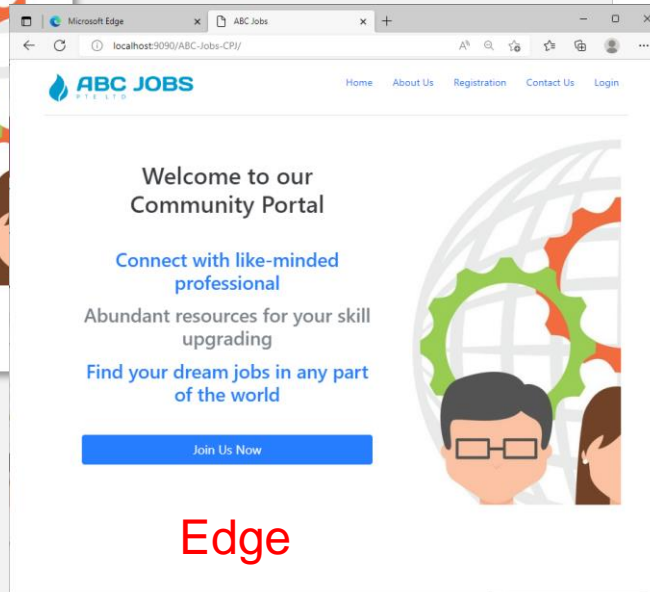 Microsoft Edge
ABC Jobs
localhost:9090/ABC-Jobs-CPJ/
ABC JOBS
PTE LTD
Home About Us Registration Contact Us Login
Welcome to our
Community Portal
Connect with like-minded
professional
Abundant resources for your skill
upgrading
Find your dream jobs in any part
of the world
Join Us Now
Edge